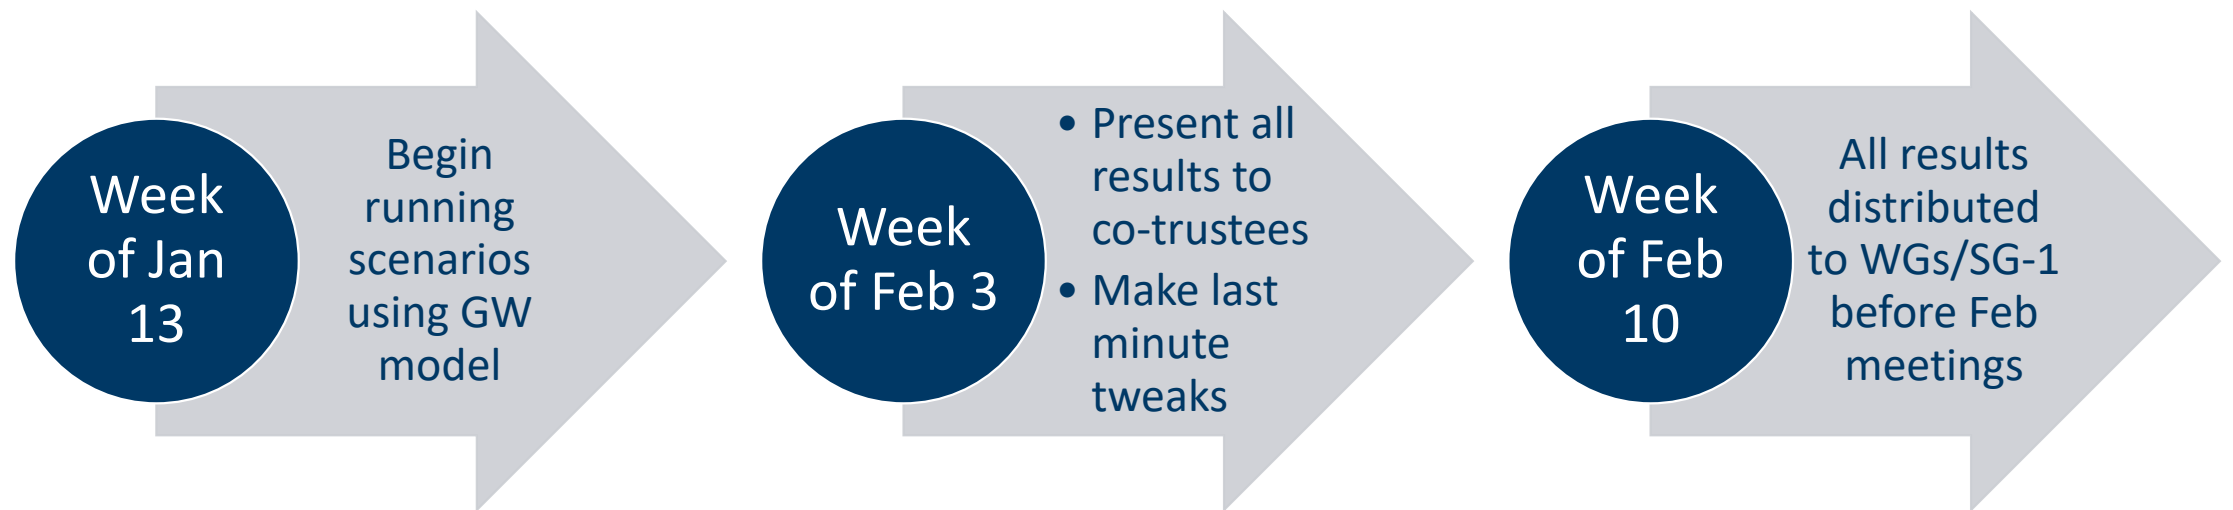 Week
of Jan
13
Begin
running
scenarios
using GW
model
Week
of Feb 3
• Present all
results to
co-trustees
• Make last
minute
tweaks
Week
of Feb
10
All results
distributed
to WGs/SG-1
before Feb
meetings